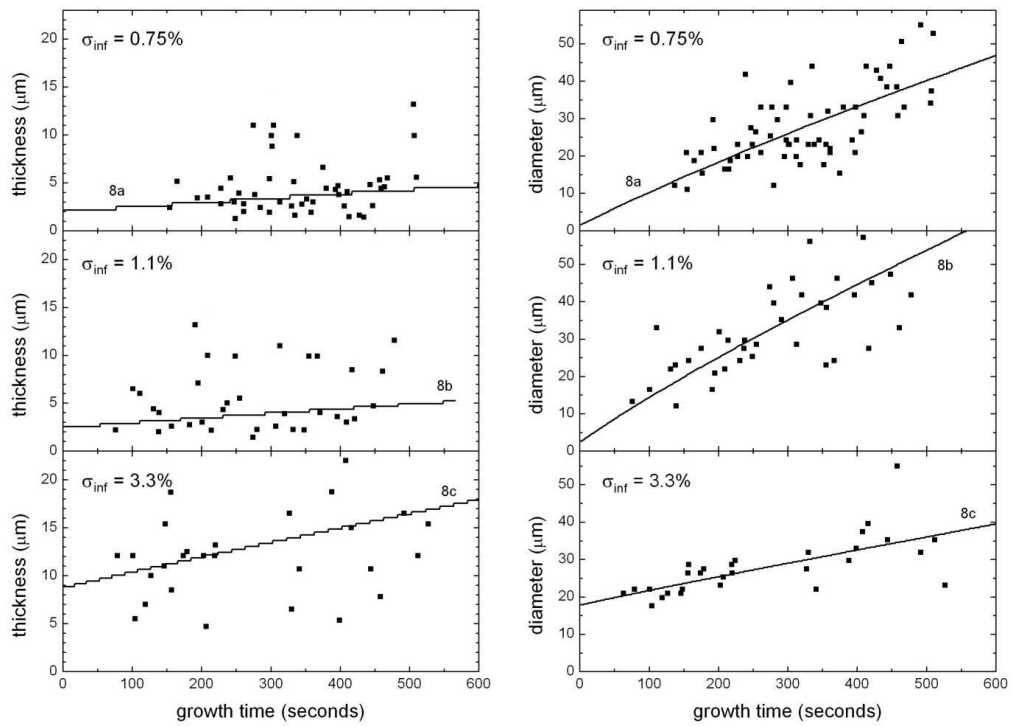 σinf = 0.75%
8a
thickness (μm)
20
15
10
5
0
σinf = 1.1%
8b
thickness (μm)
20
15
10
5
0
σinf = 3.3%
8c
thickness (μm)
20
15
10
5
0
0 100 200 300 400 500 600
growth time (seconds)
σinf = 0.75%
8a
diameter (μm)
50
40
30
20
10
0
σinf = 1.1%
8b
diameter (μm)
50
40
30
20
10
0
σinf = 3.3%
8c
diameter (μm)
50
40
30
20
10
0
0 100 200 300 400 500 600
growth time (seconds)